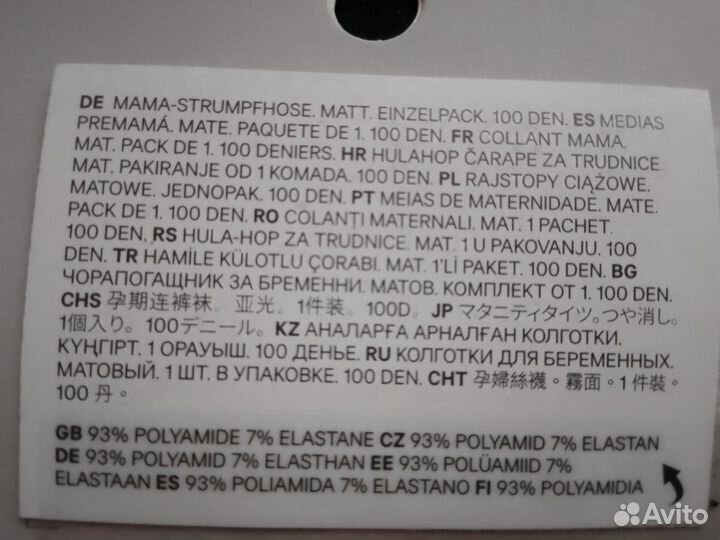 DE MAMA-STRUMPFHOSE. MATT. EINZELPACK. 100 DEN. ES MEDIAS
PREMAMÁ. MATE. PAQUETE DE 1. 100 DEN. FR COLLANT MAMA.
MAT. PACK DE 1. 100 DENIERS. HR HULAHOP ČARAPE ZA TRUDNICE.
MAT. PAKIRANJE OD 1 KOMADA. 100 DEN. PL RAJSTOPY CIĄŻOWE.
MATOWE. JEDNOPAK. 100 DEN. PT MEIAS DE MATERNIDADE. MATE.
PACK DE 1. 100 DEN. RO COLANȚI MATERNALI. MAT. 1 PACHET.
100 DEN. RS HULA-HOP ZA TRUDNICE. MAT. 1 U PAKOVANJU. 100
DEN. TR HAMİLE KÜLOTLU ÇORABI. MAT. 1'Lİ PAKET. 100 DEN. BG
ЧОРАПОГАЩНИК ЗА БРЕМЕННИ. МАТОВ. КОМПЛЕКТ ОТ 1. 100 DEN.
CHS 孕期连裤袜。亚光。1件装。100D。JP マタニティタイツ。つや消し。
1個入り。100デニール。KZ АНАЛАРҒА АРНАЛҒАН КОЛГОТКИ.
КҮҢГІРТ. 1 ОРАУЫШ. 100 ДЕНЬЕ. RU КОЛГОТКИ ДЛЯ БЕРЕМЕННЫХ.
МАТОВЫЙ. 1 ШТ. В УПАКОВКЕ. 100 DEN. CHT 孕婦絲襪。霧面。1 件裝。
100 丹。
GB 93% POLYAMIDE 7% ELASTANE CZ 93% POLYAMID 7% ELASTAN
DE 93% POLYAMID 7% ELASTHAN EE 93% POLÜAMIID 7%
ELASTAAN ES 93% POLIAMIDA 7% ELASTANO FI 93% POLYAMIDIA
Avito